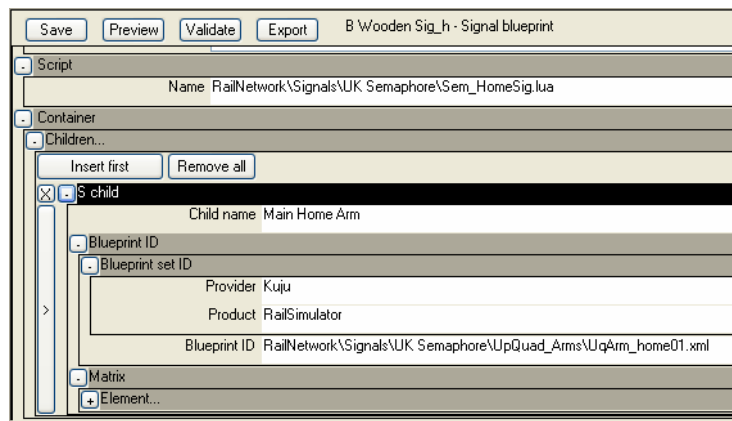 Save Preview Validate Export B Wooden Sig_h - Signal blueprint
- Script
Name RailNetwork\Signals\UK Semaphore\Sem_HomeSig.lua
- Container
- Children...
Insert first Remove all
X - S child
Child name Main Home Arm
- Blueprint ID
- Blueprint set ID
Provider Kuju
> Product RailSimulator
Blueprint ID RailNetwork\Signals\UK Semaphore\UpQuad_Arms\UqArm_home01.xml
- Matrix
+ Element...